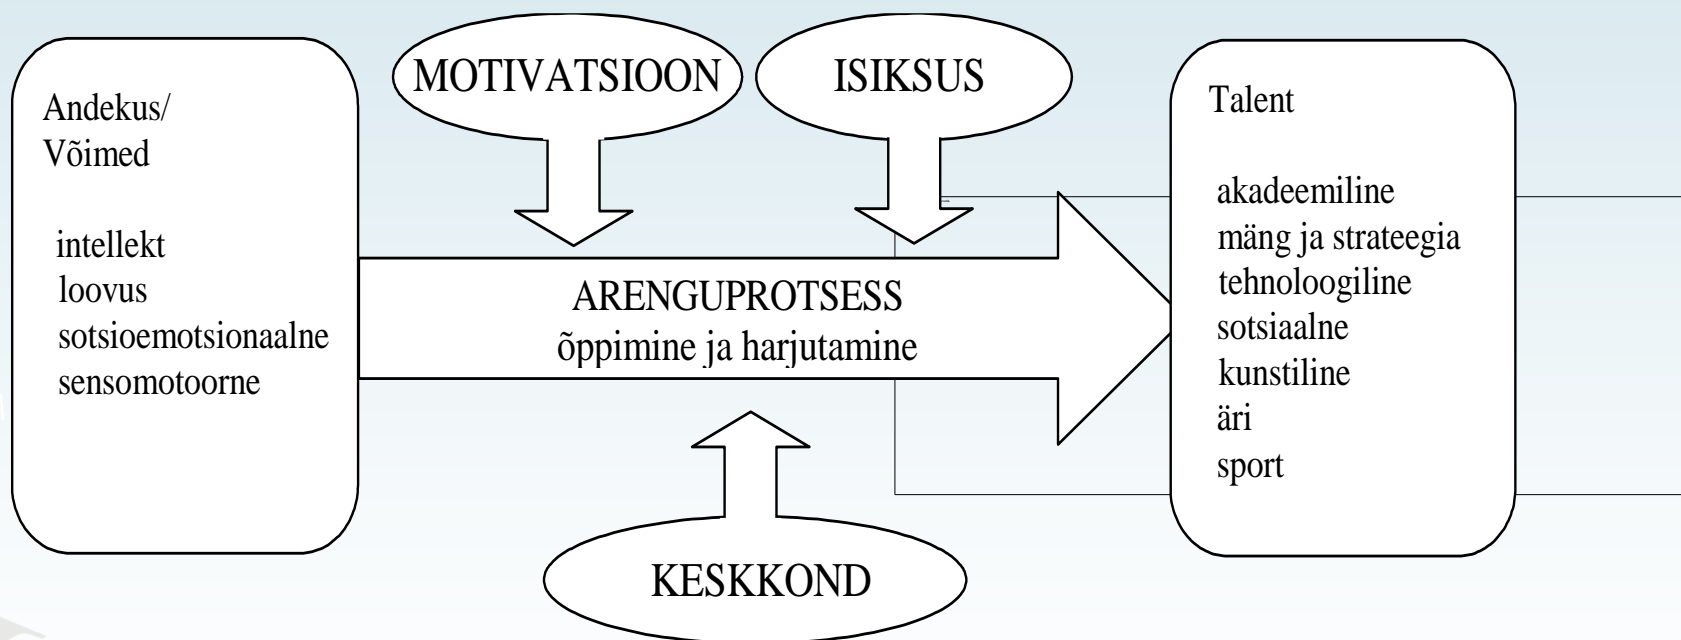 Andekus/
Võimed
intellekt
loovus
sotsioemotsionaalne
sensomotoorne
MOTIVATSIOON
ISIKSUS
ARENGUPROTSESS
õppimine ja harjutamine
KESKKOND
Talent
akadeemiline
mäng ja strateegia
tehnoloogiline
sotsiaalne
kunstiline
äri
sport